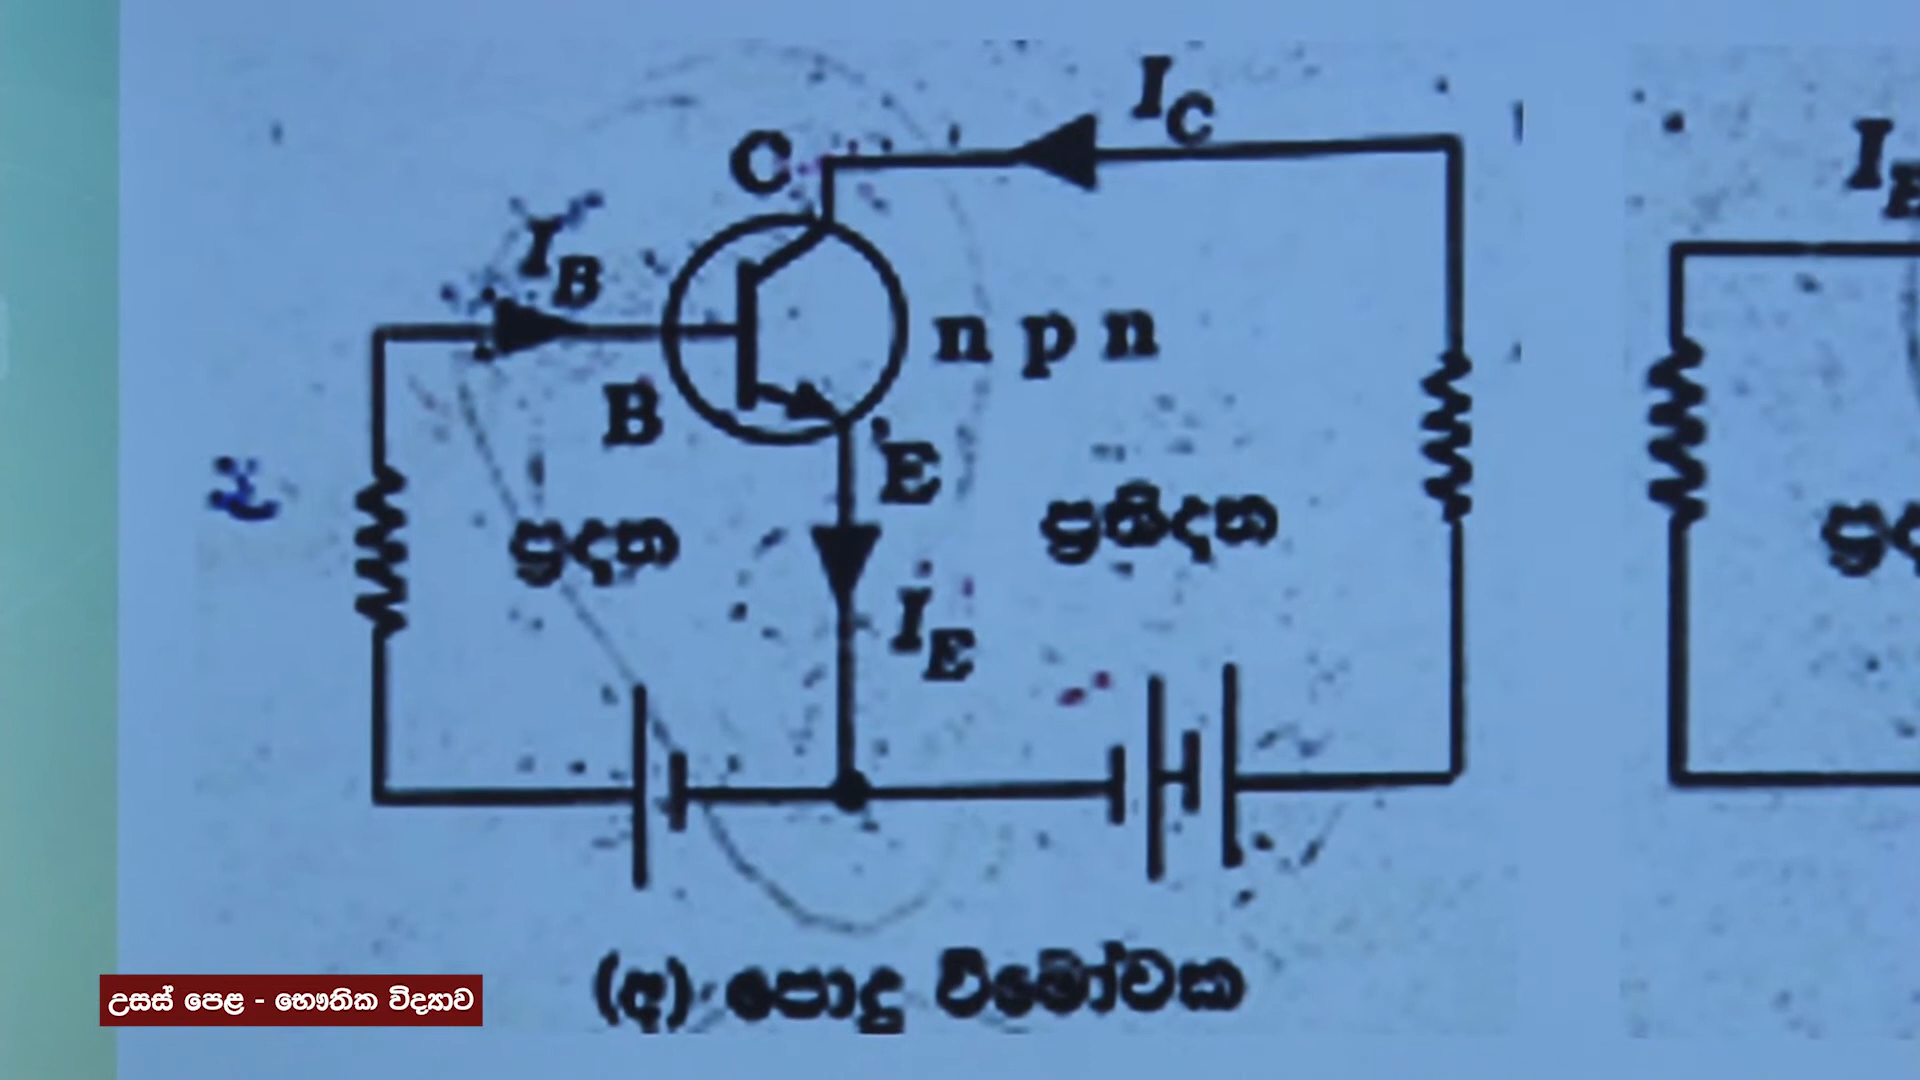 I_C
C
I_B
n p n
B
E
ප්‍රදාන
ප්‍රතිදාන
I_E
(අ) පොදු විමෝචක
උසස් පෙළ - භෞතික විද්‍යාව